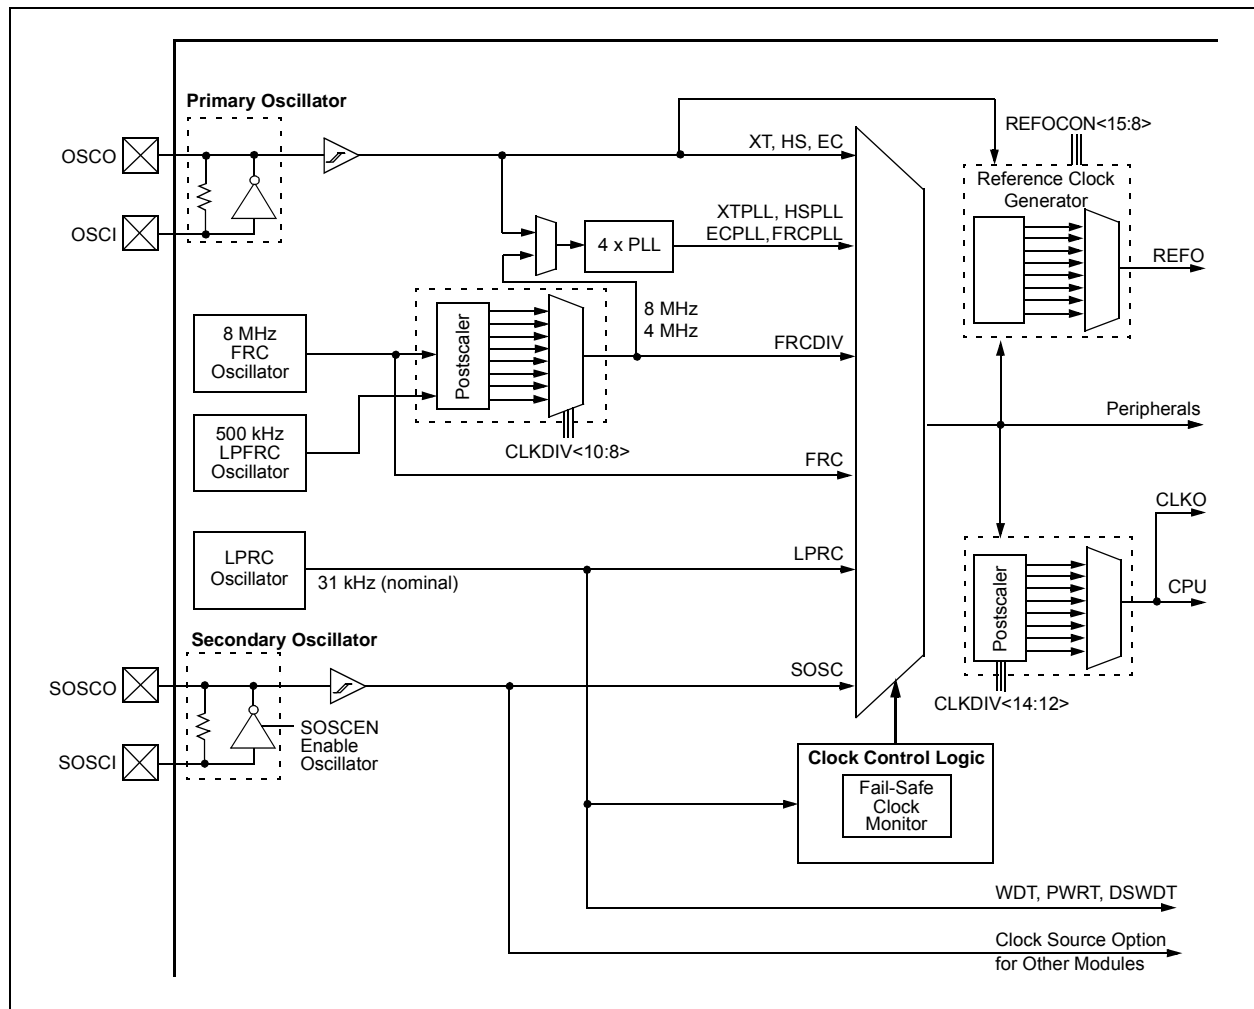 Primary Oscillator
REFOCON<15:8>
OSCO
XT, HS, EC
Reference Clock
Generator
XTPLL, HSPLL
ECPLL,FRCPLL
OSCI
4 x PLL
REFO
8 MHz
4 MHz
8 MHz
FRC
Oscillator
Postscaler
FRCDIV
Peripherals
500 kHz
LPFRC
Oscillator
CLKDIV<10:8>
FRC
CLKO
LPRC
Oscillator
31 kHz (nominal)
LPRC
Postscaler
CPU
Secondary Oscillator
SOSCO
SOSC
CLKDIV<14:12>
SOSCEN
Enable
Oscillator
SOSCI
Clock Control Logic
Fail-Safe
Clock
Monitor
WDT, PWRT, DSWDT
Clock Source Option
for Other Modules